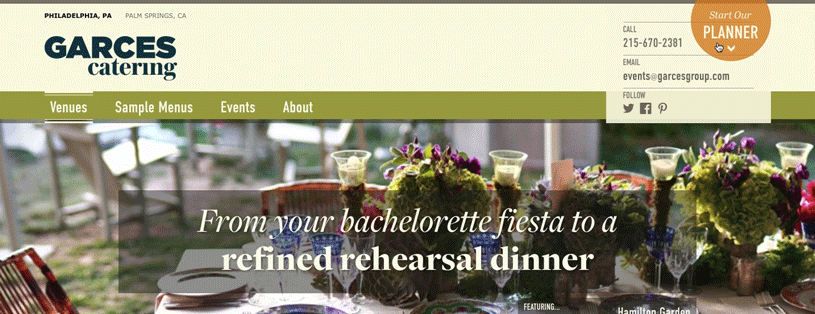 PHILADELPHIA, PA PALM SPRINGS, CA
GARCES
catering
Start Our
PLANNER
CALL
215-670-2381
EMAIL
events@garcesgroup.com
FOLLOW
Venues Sample Menus Events About
From your bachelorette fiesta to a
refined rehearsal dinner
FEATURING...
Hamilton Garden